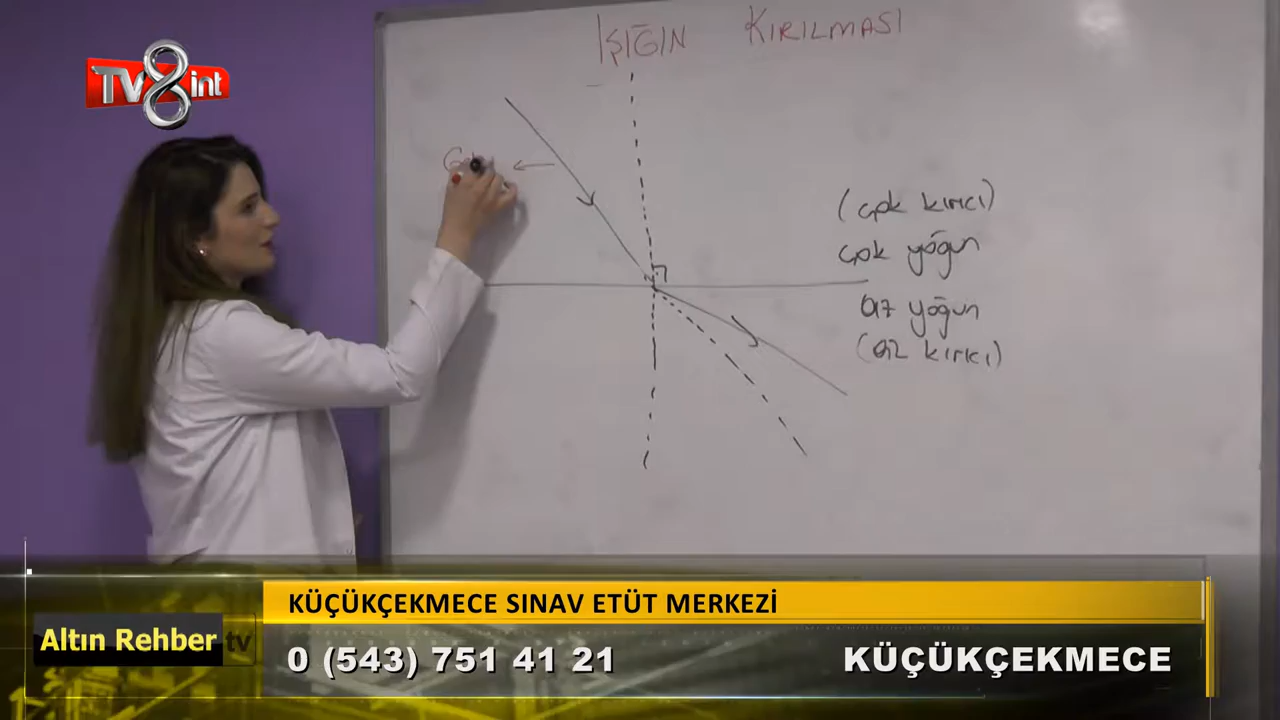 IŞIĞIN KIRILMASI
TV8int
(çok kırıcı)
çok yoğun
az yoğun
(az kırıcı)
KÜÇÜKÇEKMECE SINAV ETÜT MERKEZİ
Altın Rehber tv
0 (543) 751 41 21
KÜÇÜKÇEKMECE